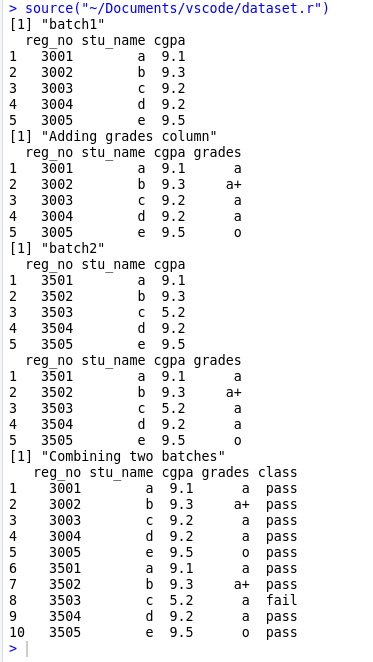 > source("~/Documents/vscode/dataset.r")
[1] "batch1"
  reg_no stu_name cgpa
1   3001        a  9.1
2   3002        b  9.3
3   3003        c  9.2
4   3004        d  9.2
5   3005        e  9.5
[1] "Adding grades column"
  reg_no stu_name cgpa grades
1   3001        a  9.1      a
2   3002        b  9.3     a+
3   3003        c  9.2      a
4   3004        d  9.2      a
5   3005        e  9.5      o
[1] "batch2"
  reg_no stu_name cgpa
1   3501        a  9.1
2   3502        b  9.3
3   3503        c  5.2
4   3504        d  9.2
5   3505        e  9.5
  reg_no stu_name cgpa grades
1   3501        a  9.1      a
2   3502        b  9.3     a+
3   3503        c  5.2      a
4   3504        d  9.2      a
5   3505        e  9.5      o
[1] "Combining two batches"
   reg_no stu_name cgpa grades class
1    3001        a  9.1      a  pass
2    3002        b  9.3     a+  pass
3    3003        c  9.2      a  pass
4    3004        d  9.2      a  pass
5    3005        e  9.5      o  pass
6    3501        a  9.1      a  pass
7    3502        b  9.3     a+  pass
8    3503        c  5.2      a  fail
9    3504        d  9.2      a  pass
10   3505        e  9.5      o  pass
>